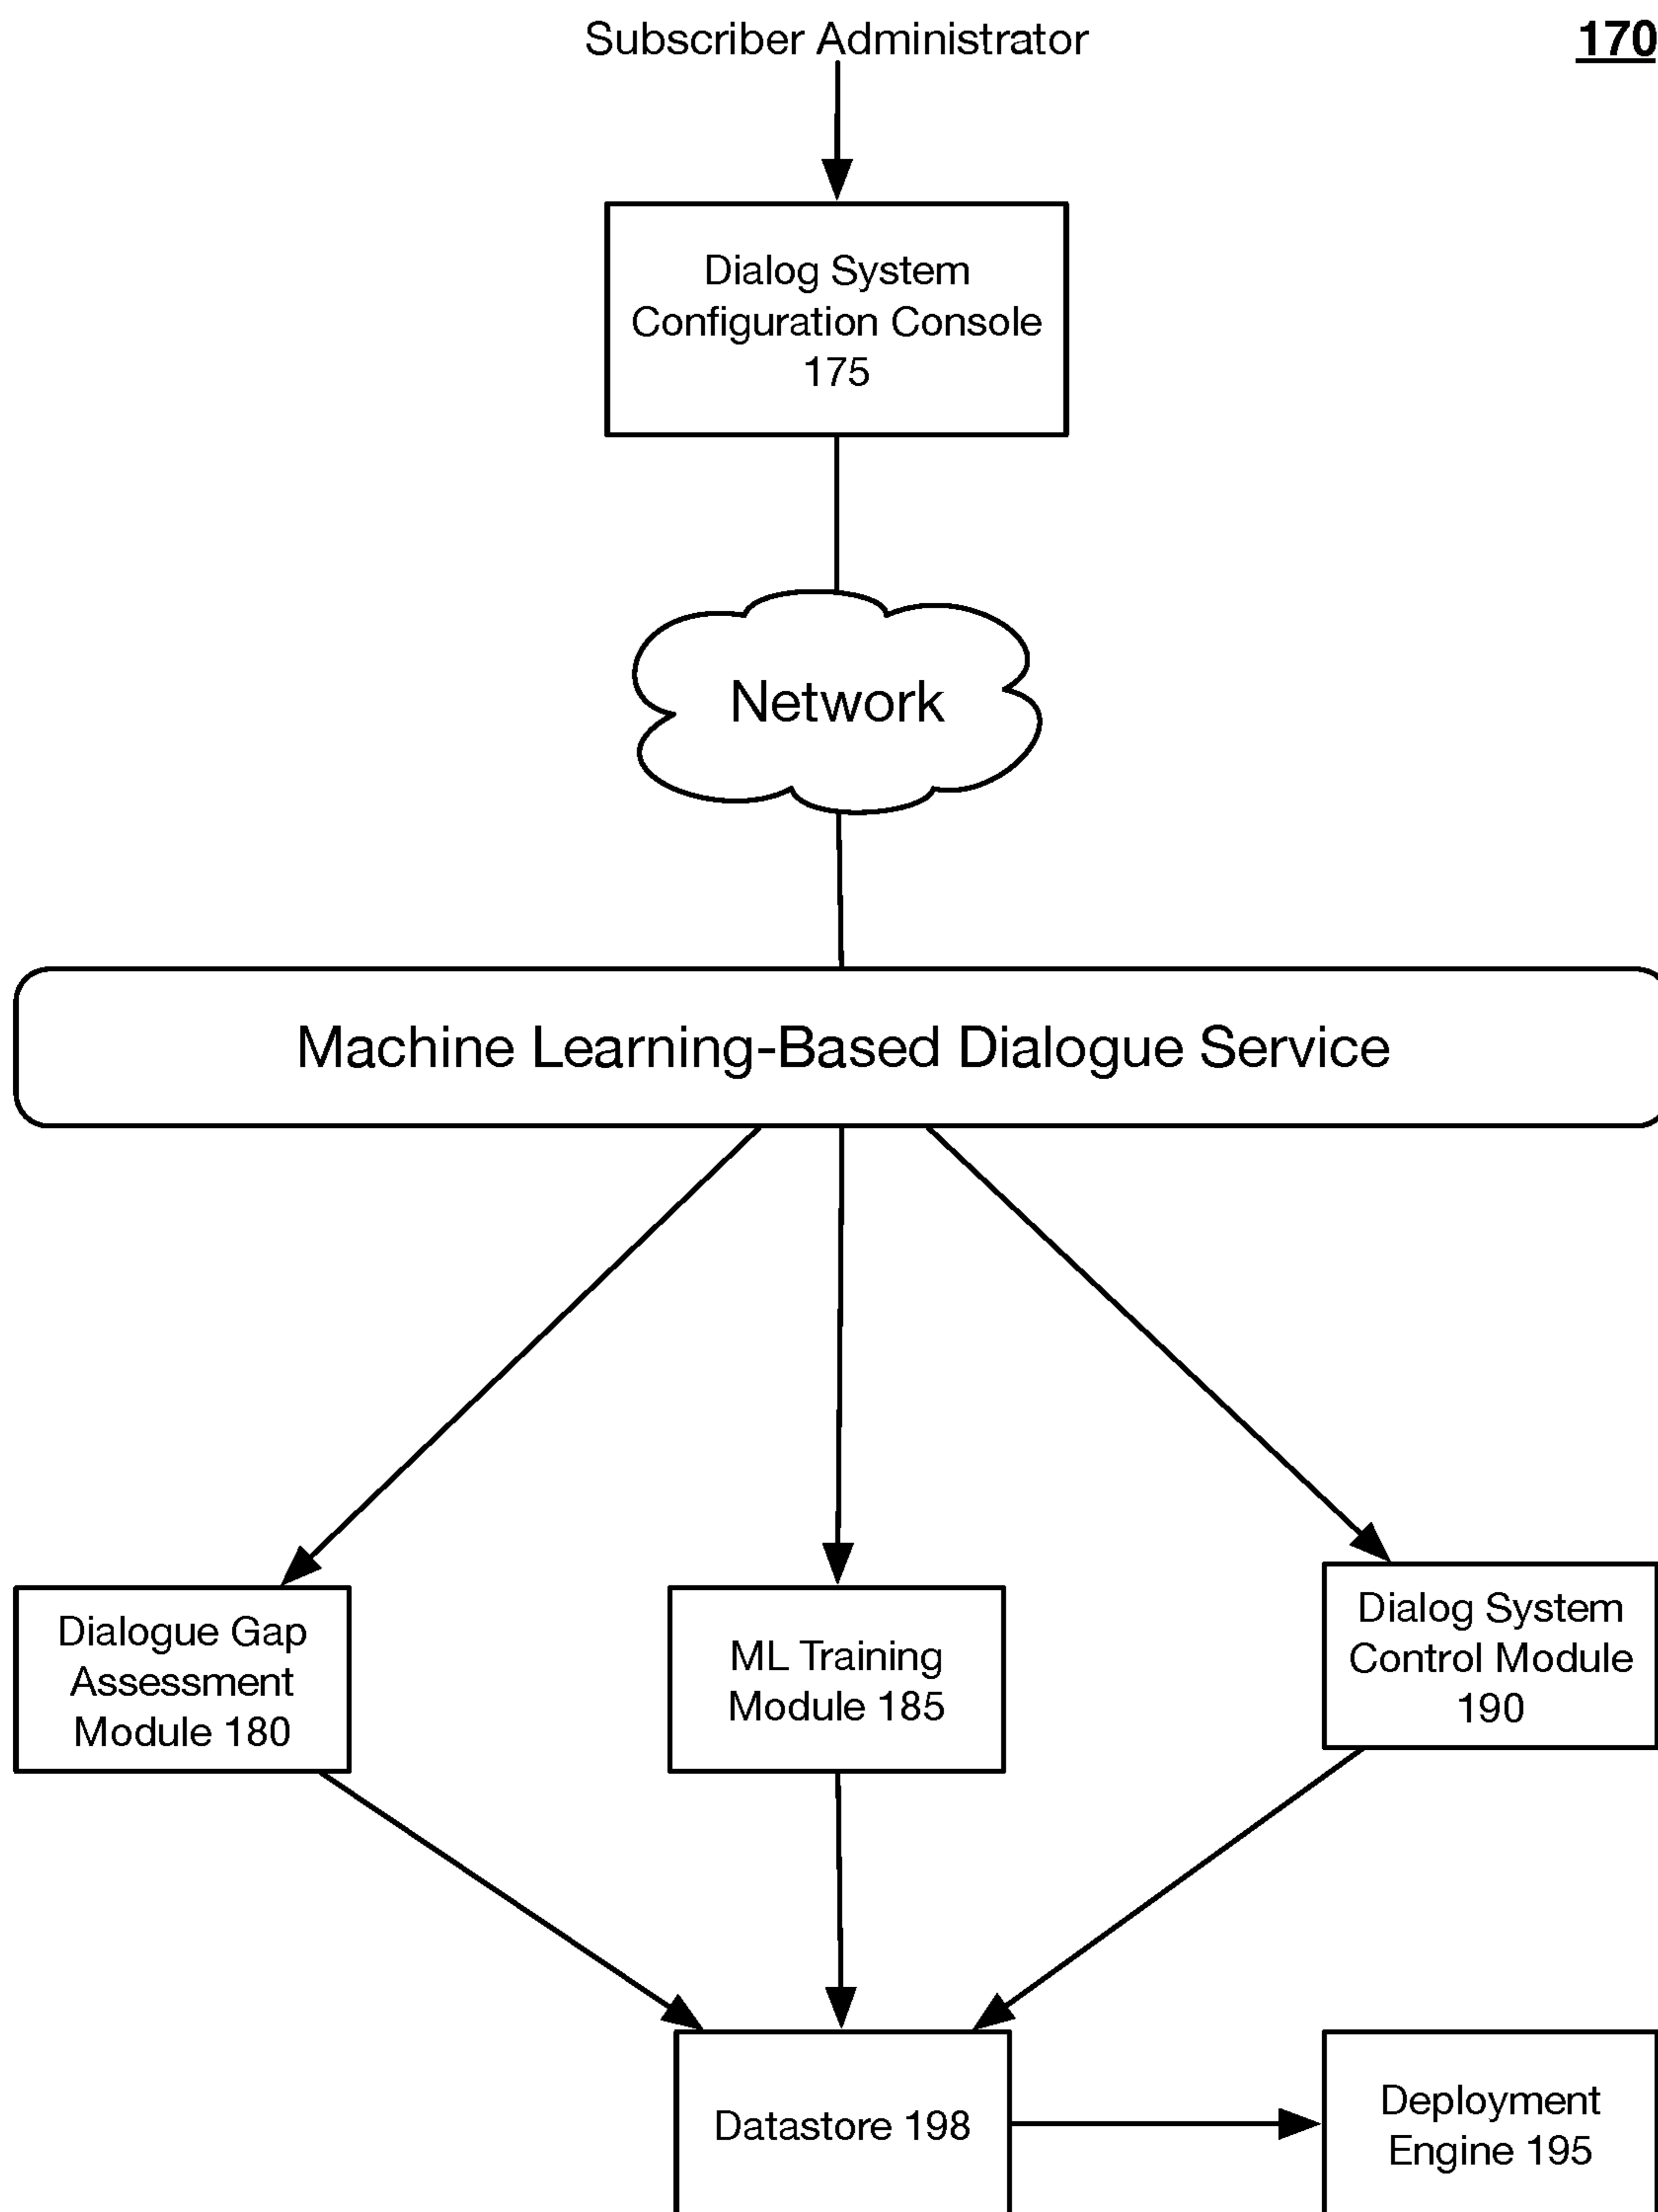 Subscriber Administrator
170
Dialog System
Configuration Console
175
Network
Machine Learning-Based Dialogue Service
Dialogue Gap
Assessment
Module 180
ML Training
Module 185
Dialog System
Control Module
190
Datastore 198
Deployment
Engine 195